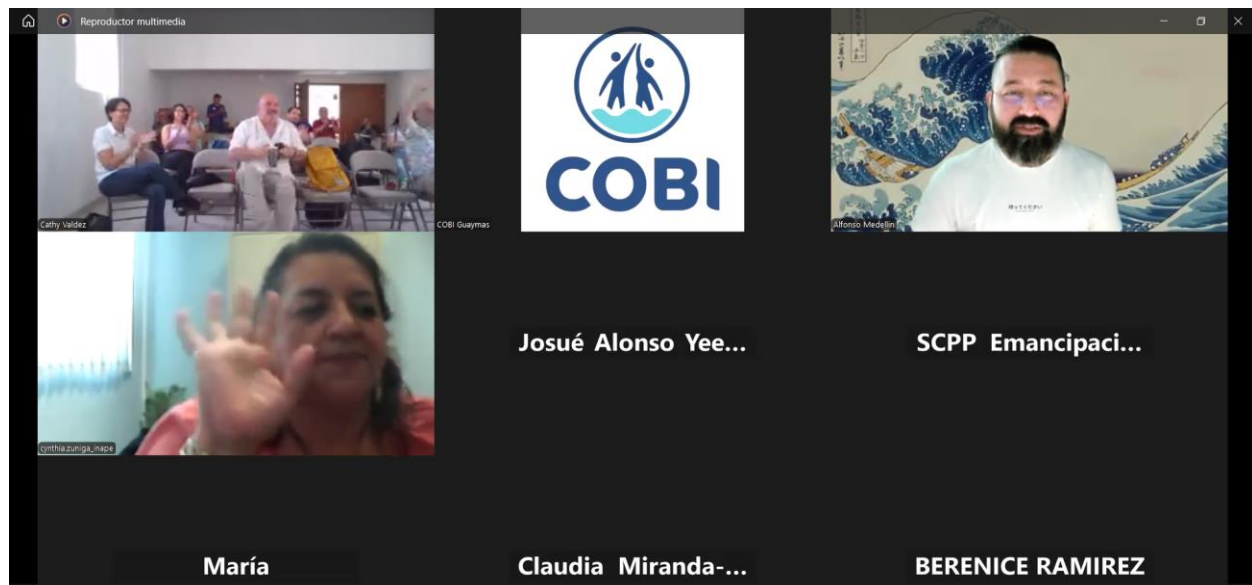 Reproductor multimedia
Cathy Valdez
COBI Guaymas
COBI
Alfonso Medellin
cynthia.zuniga_inape
Josué Alonso Yee...
SCPP Emancipaci...
María
Claudia Miranda-...
BERENICE RAMIREZ